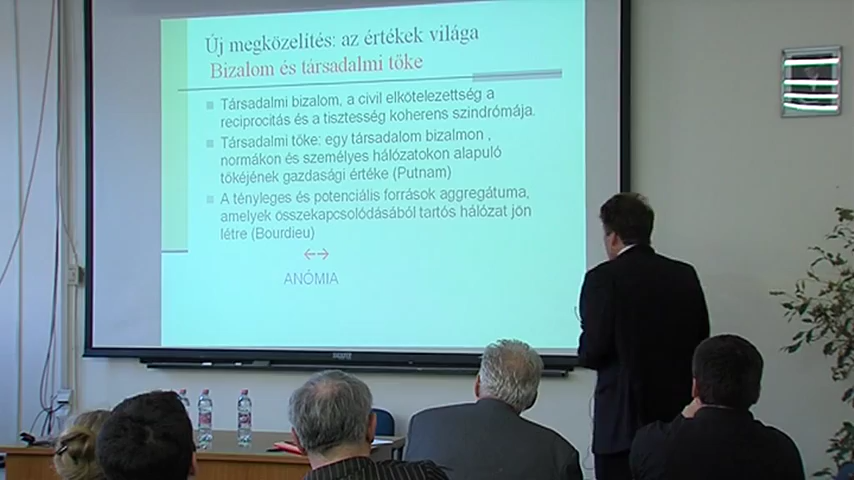 Új megközelítés: az értékek világa
Bizalom és társadalmi tőke
Társadalmi bizalom, a civil elkötelezettség a
reciprocitás és a tisztesség koherens szindrómája.
Társadalmi tőke: egy társadalom bizalmon ,
normákon és személyes hálózatokon alapuló
tőkéjének gazdasági értéke (Putnam)
A tényleges és potenciális források aggregátuma,
amelyek összekapcsolódásából tartós hálózat jön
létre (Bourdieu)
ANÓMIA